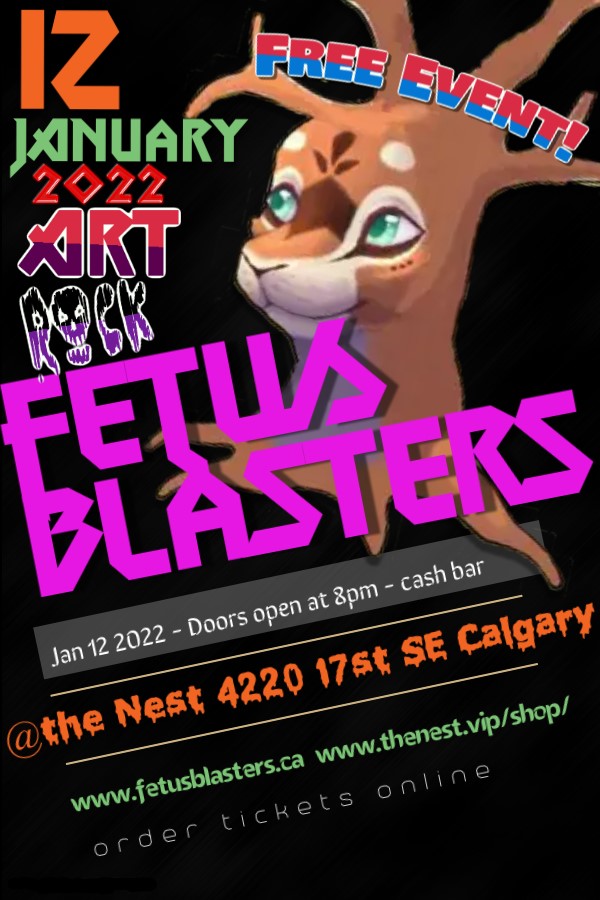 12
JANUARY
2022
ART
ROCK
FREE EVENT!
FETUS
BLASTERS
Jan 12 2022 - Doors open at 8pm - cash bar
@the Nest 4220 17st SE Calgary
www.fetusblasters.ca www.thenest.vip/shop/
order tickets online